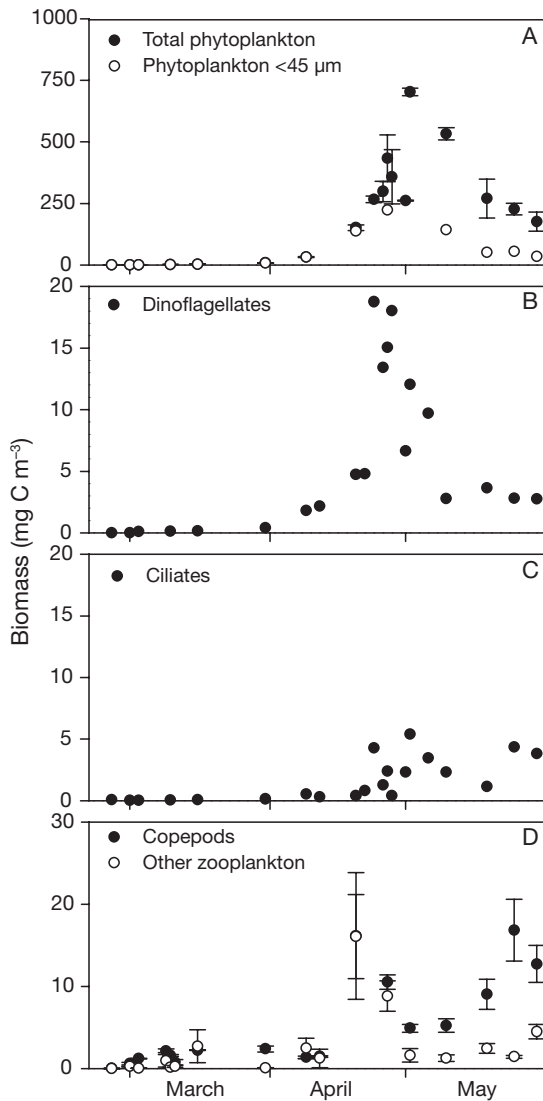 1000
Total phytoplankton
A
Phytoplankton <45 µm
750
500
250
0
20
Dinoflagellates
B
15
10
5
0
Biomass (mg C m⁻³)
20
Ciliates
C
15
10
5
0
30
Copepods
D
Other zooplankton
20
10
0
March
April
May